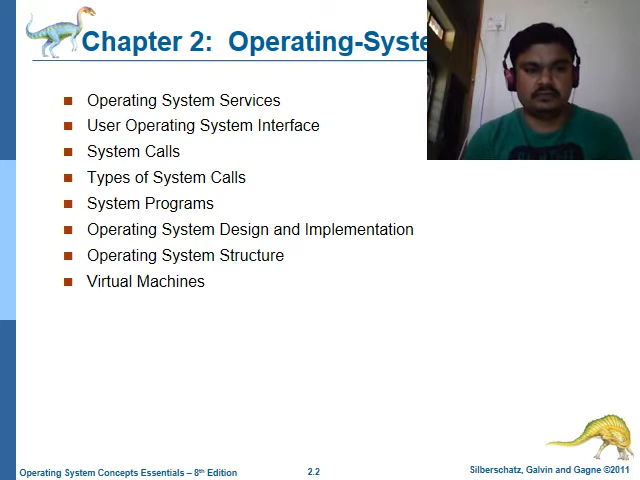 Chapter 2: Operating-Syste
Operating System Services
User Operating System Interface
System Calls
Types of System Calls
System Programs
Operating System Design and Implementation
Operating System Structure
Virtual Machines
Operating System Concepts Essentials – 8th Edition
2.2
Silberschatz, Galvin and Gagne ©2011